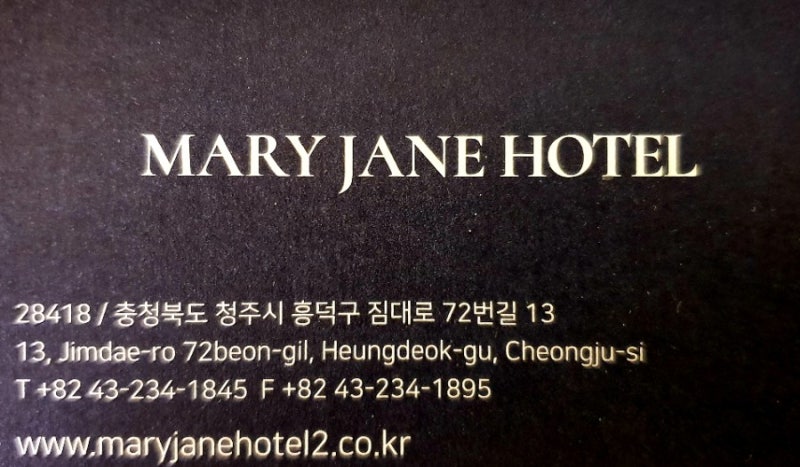 MARY JANE HOTEL
28418 / 충청북도 청주시 흥덕구 짐대로 72번길 13
13, Jimdae-ro 72beon-gil, Heungdeok-gu, Cheongju-si
T +82 43-234-1845 F +82 43-234-1895
www.maryjanehotel2.co.kr